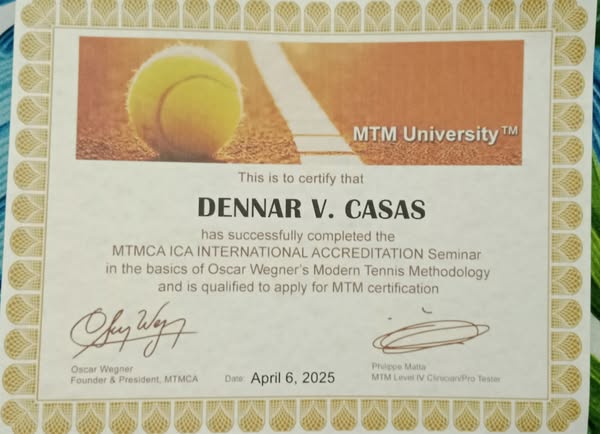 MTM University™
This is to certify that
DENNAR V. CASAS
has successfully completed the
MTMCA ICA INTERNATIONAL ACCREDITATION Seminar
in the basics of Oscar Wegner's Modern Tennis Methodology
and is qualified to apply for MTM certification
Oscar Wegner
Founder & President, MTMCA
Date: April 6, 2025
Philippe Matta
MTM Level IV Clinician/Pro Tester